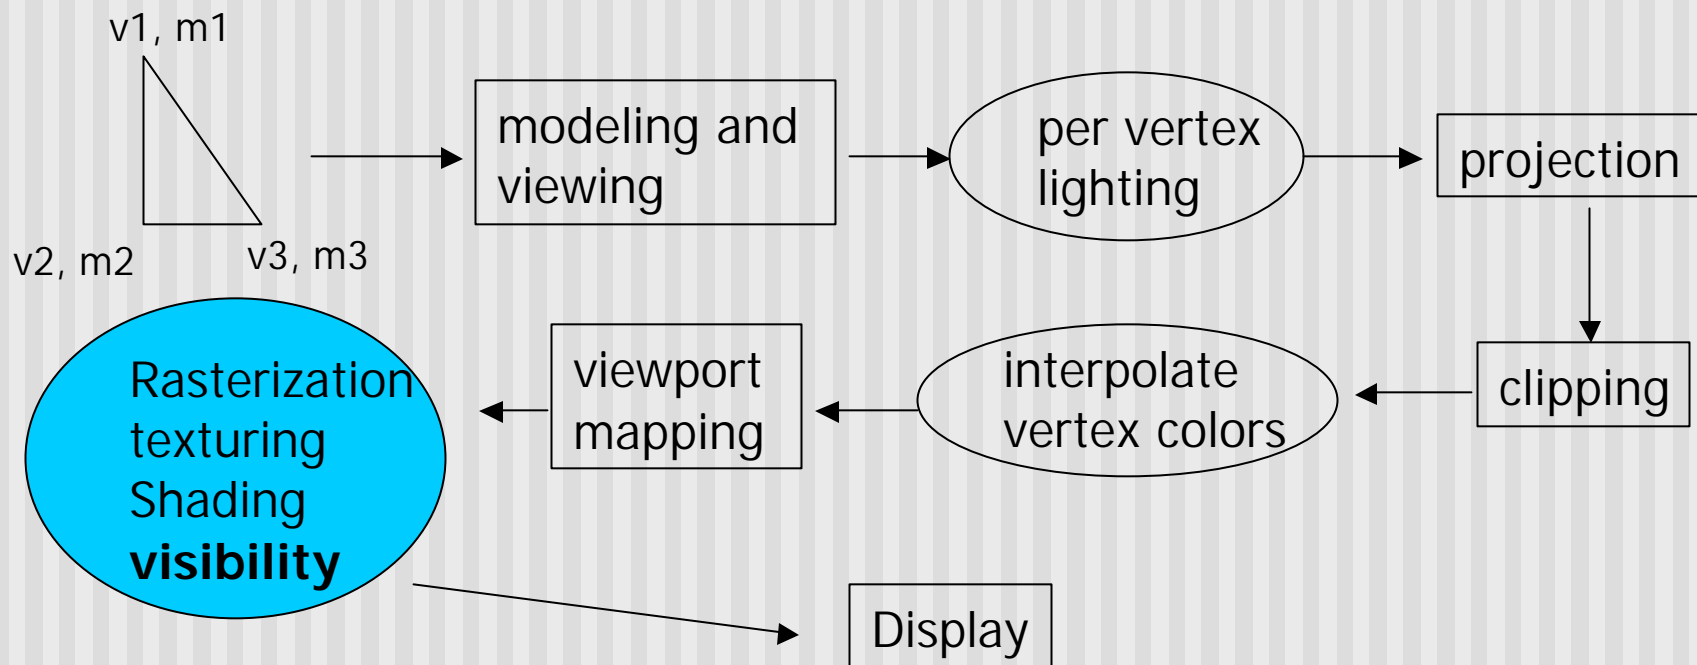 v1, m1
modeling and
viewing
per vertex
lighting
projection
v2, m2
v3, m3
Rasterization
texturing
Shading
visibility
viewport
mapping
interpolate
vertex colors
clipping
Display